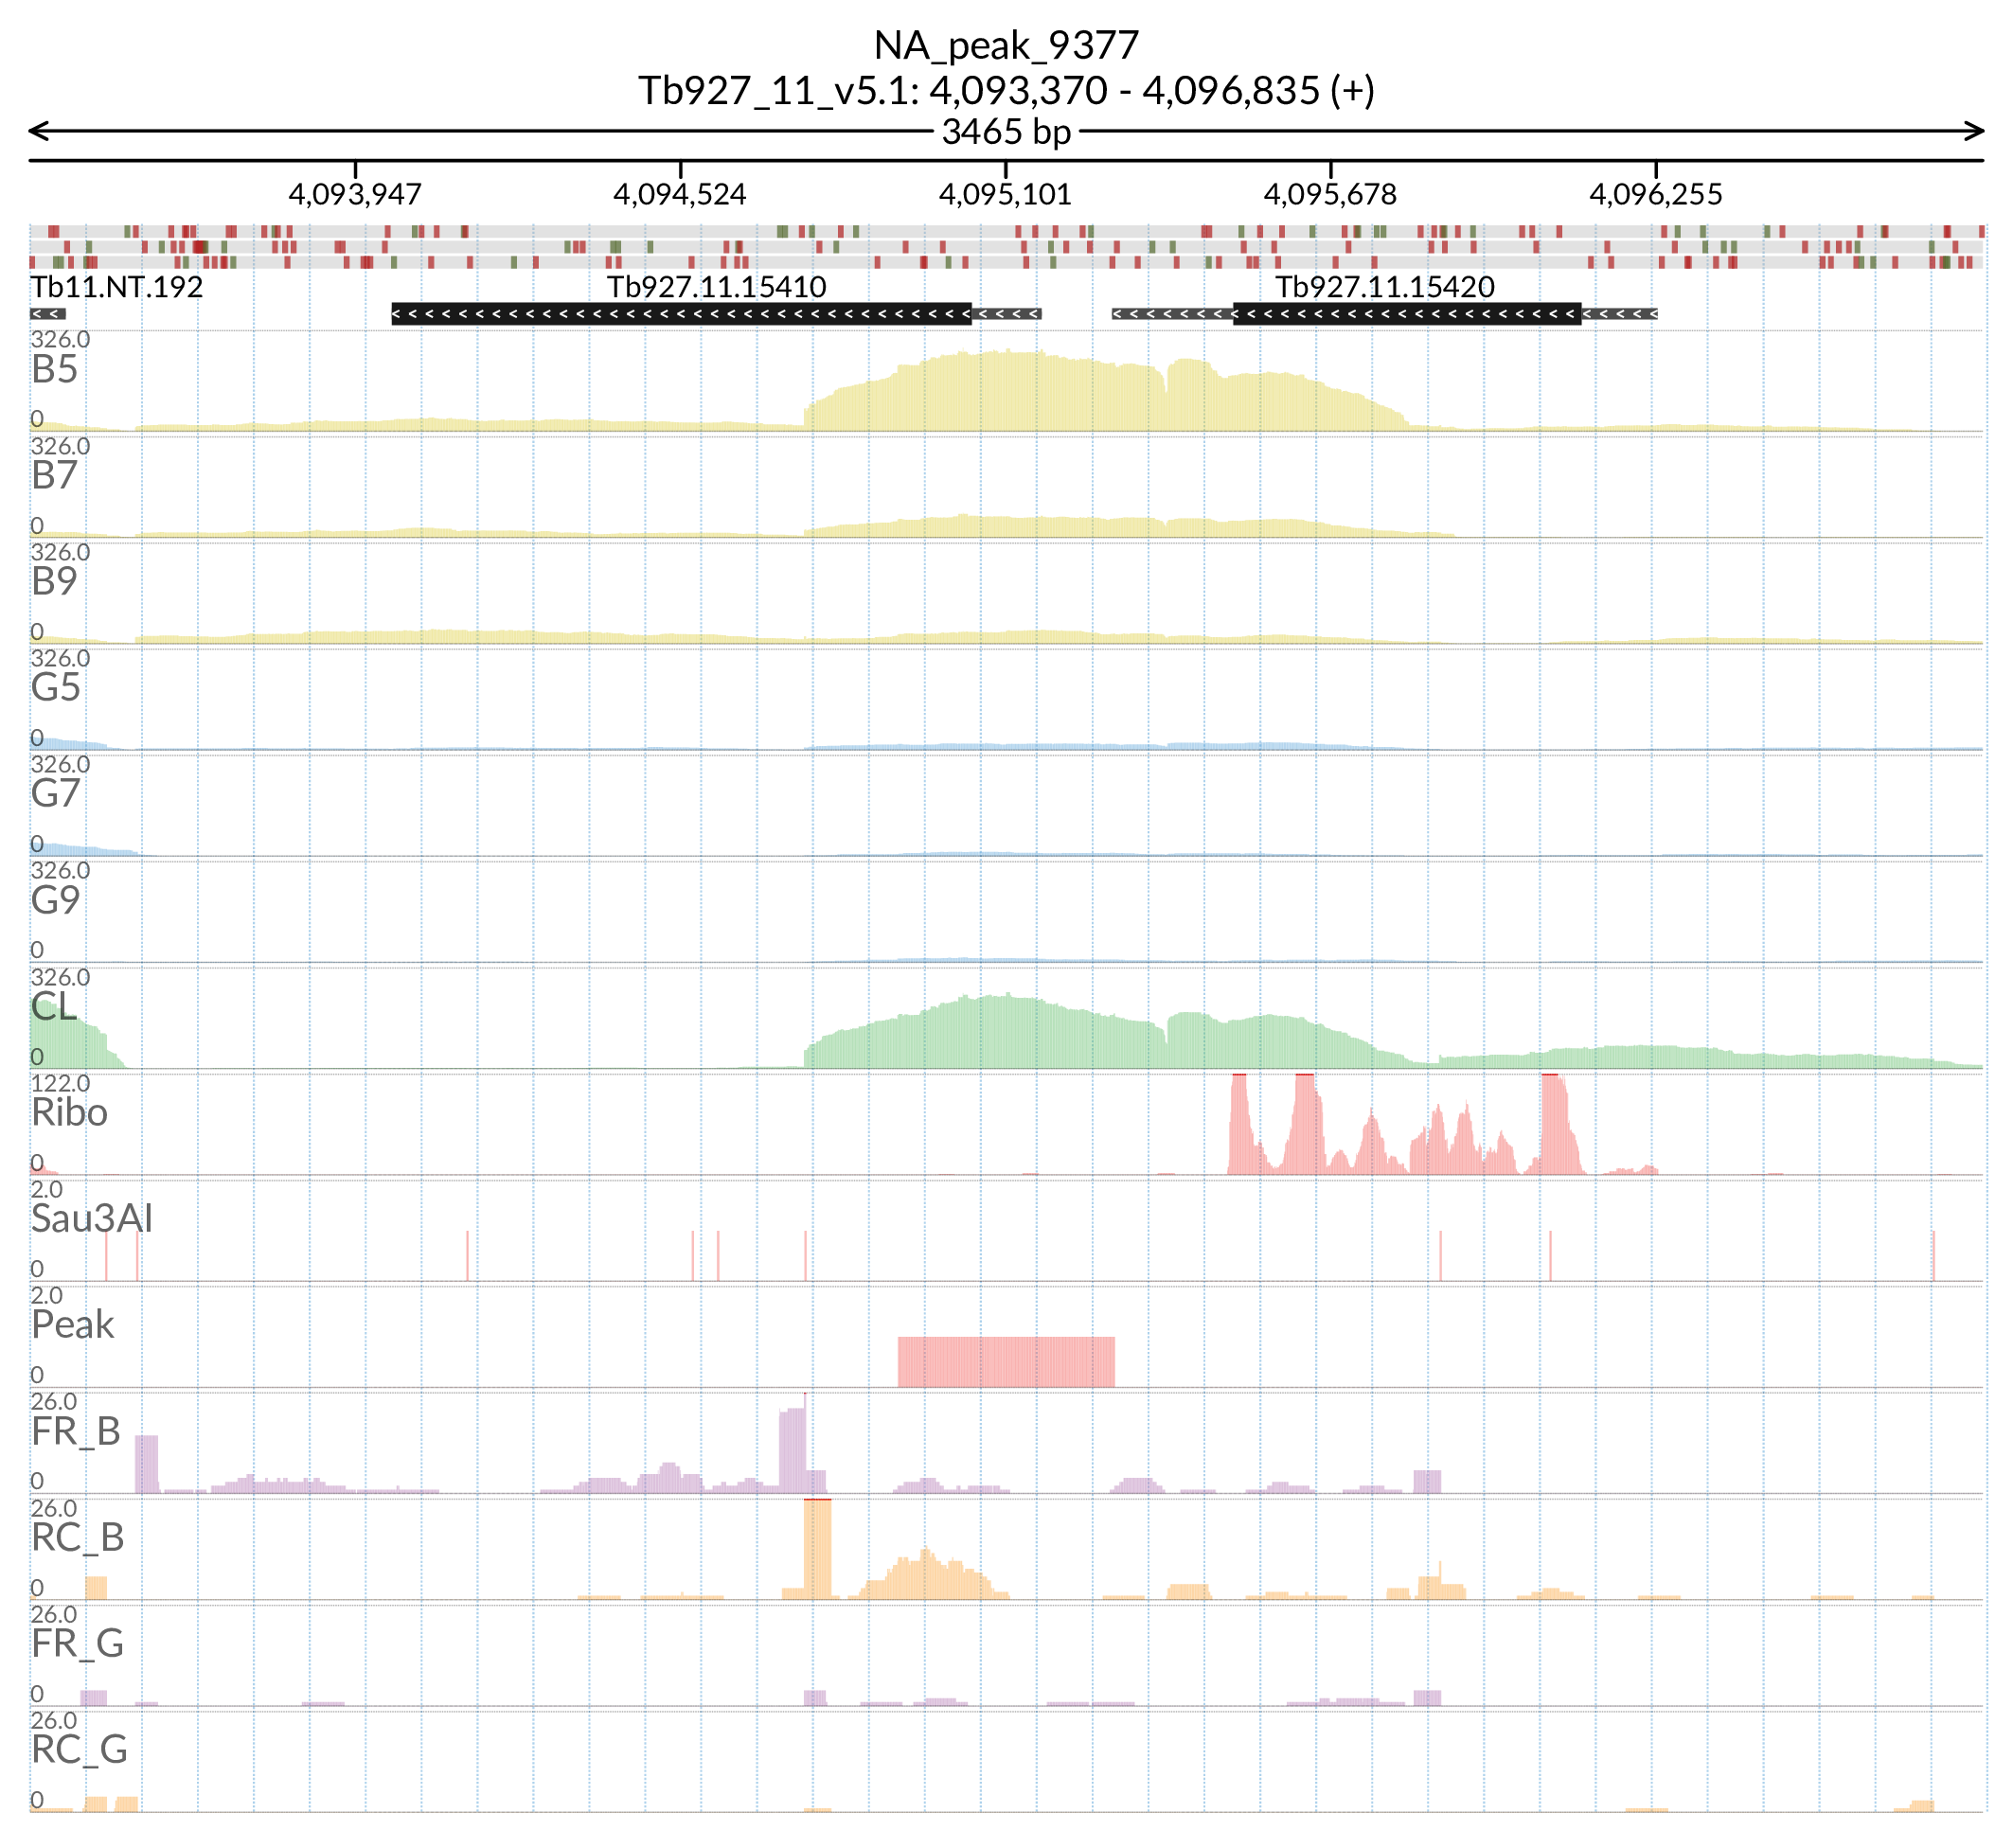 NA_peak_9377
Tb927_11_v5.1: 4,093,370 - 4,096,835 (+)
3465 bp
4,093,947 4,094,524 4,095,101 4,095,678 4,096,255
Tb11.NT.192 Tb927.11.15410 Tb927.11.15420
326.0
B5
0
326.0
B7
0
326.0
B9
0
326.0
G5
0
326.0
G7
0
326.0
G9
0
326.0
CL
0
122.0
Ribo
0
2.0
Sau3AI
0
2.0
Peak
0
26.0
FR_B
0
26.0
RC_B
0
26.0
FR_G
0
26.0
RC_G
0